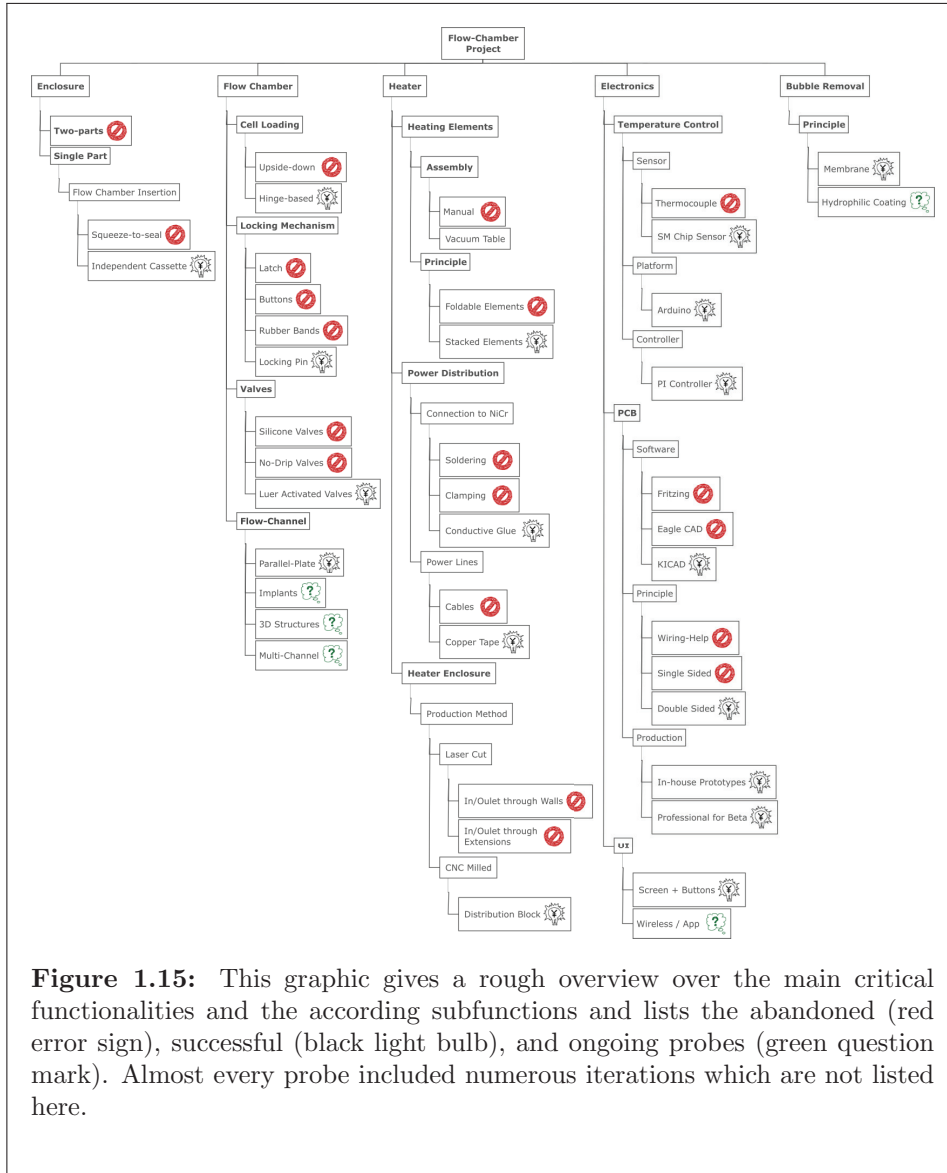 Flow-Chamber
Project
Enclosure
Two-parts
Single Part
Flow Chamber Insertion
Squeeze-to-seal
Independent Cassette
Flow Chamber
Cell Loading
Upside-down
Hinge-based
Locking Mechanism
Latch
Buttons
Rubber Bands
Locking Pin
Valves
Silicone Valves
No-Drip Valves
Luer Activated Valves
Flow-Channel
Parallel-Plate
Implants
3D Structures
Multi-Channel
Heater
Heating Elements
Assembly
Manual
Vacuum Table
Principle
Foldable Elements
Stacked Elements
Power Distribution
Connection to NiCr
Soldering
Clamping
Conductive Glue
Power Lines
Cables
Copper Tape
Heater Enclosure
Production Method
Laser Cut
In/Oulet through Walls
In/Oulet through
Extensions
CNC Milled
Distribution Block
Electronics
Temperature Control
Sensor
Thermocouple
SM Chip Sensor
Platform
Arduino
Controller
PI Controller
PCB
Software
Fritzing
Eagle CAD
KICAD
Principle
Wiring-Help
Single Sided
Double Sided
Production
In-house Prototypes
Professional for Beta
UI
Screen + Buttons
Wireless / App
Bubble Removal
Principle
Membrane
Hydrophilic Coating
Figure 1.15: This graphic gives a rough overview over the main critical
functionalities and the according subfunctions and lists the abandoned (red
error sign), successful (black light bulb), and ongoing probes (green question
mark). Almost every probe included numerous iterations which are not listed
here.